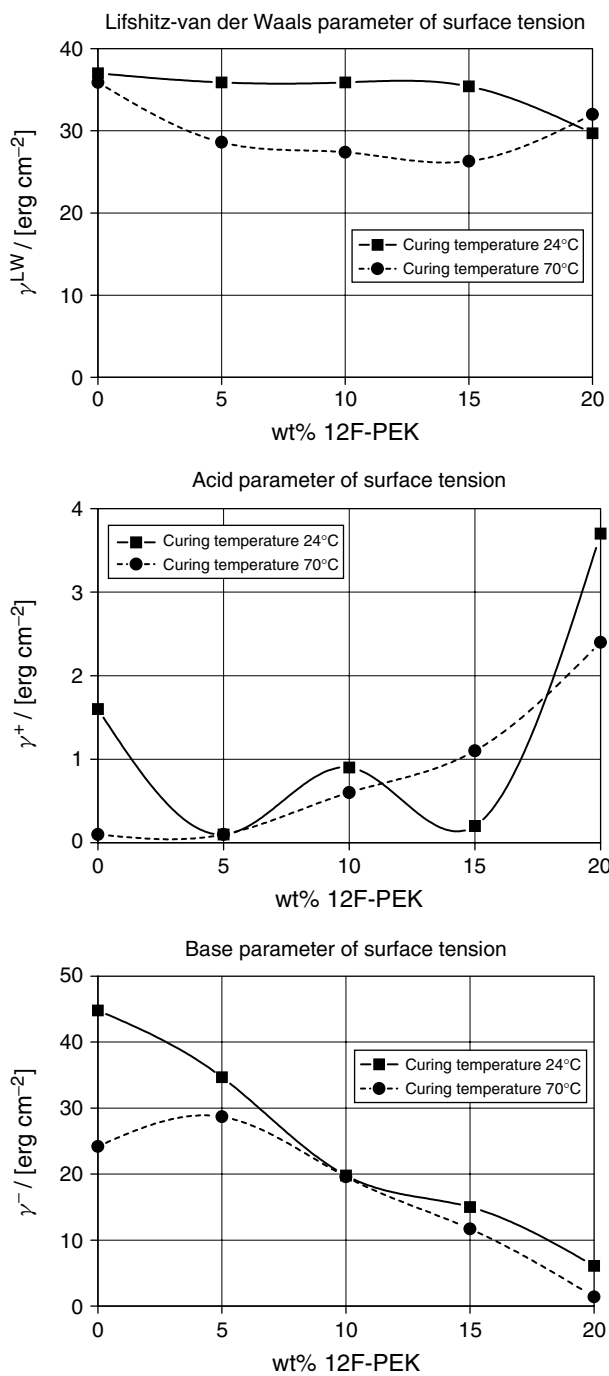 Lifshitz-van der Waals parameter of surface tension
40
30
20
10
0
γ^LW / [erg cm⁻²]
Curing temperature 24°C
Curing temperature 70°C
0 5 10 15 20
wt% 12F-PEK
Acid parameter of surface tension
4
3
2
1
0
γ⁺ / [erg cm⁻²]
Curing temperature 24°C
Curing temperature 70°C
0 5 10 15 20
wt% 12F-PEK
Base parameter of surface tension
50
40
30
20
10
0
γ⁻ / [erg cm⁻²]
Curing temperature 24°C
Curing temperature 70°C
0 5 10 15 20
wt% 12F-PEK